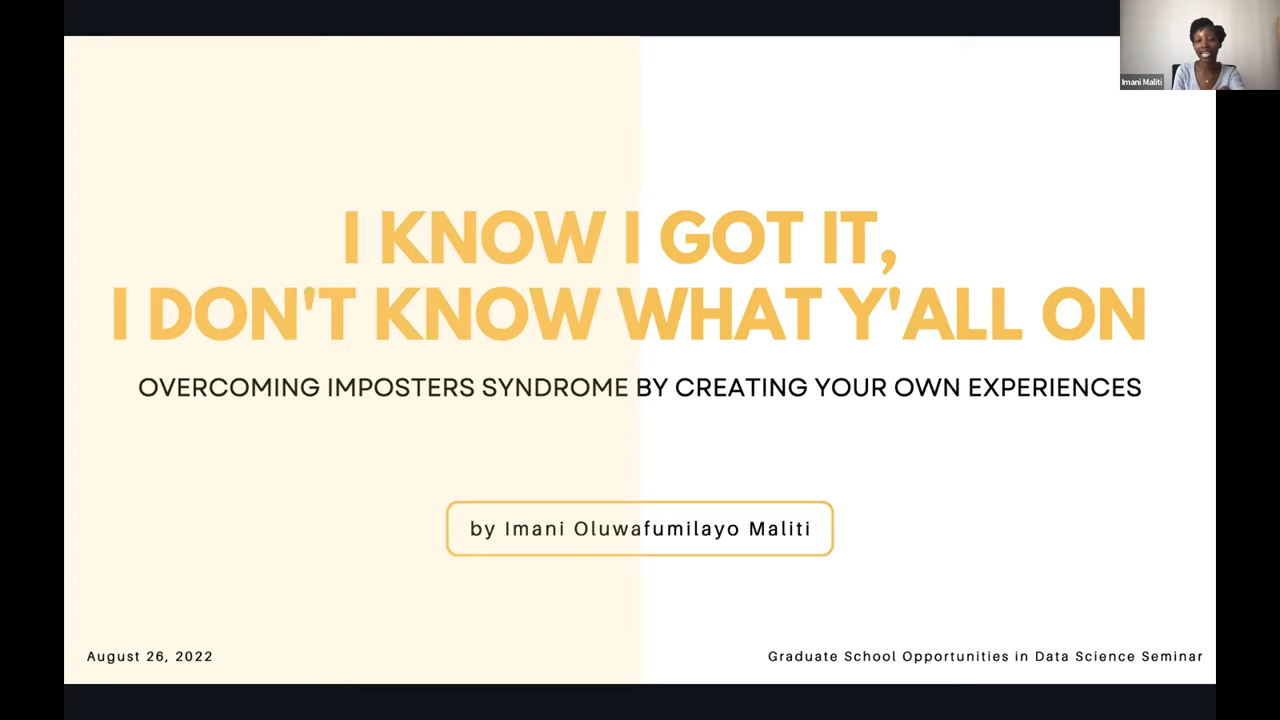 Imani Maliti
I KNOW I GOT IT,
I DON'T KNOW WHAT Y'ALL ON
OVERCOMING IMPOSTERS SYNDROME BY CREATING YOUR OWN EXPERIENCES
by Imani Oluwafumilayo Maliti
August 26, 2022
Graduate School Opportunities in Data Science Seminar